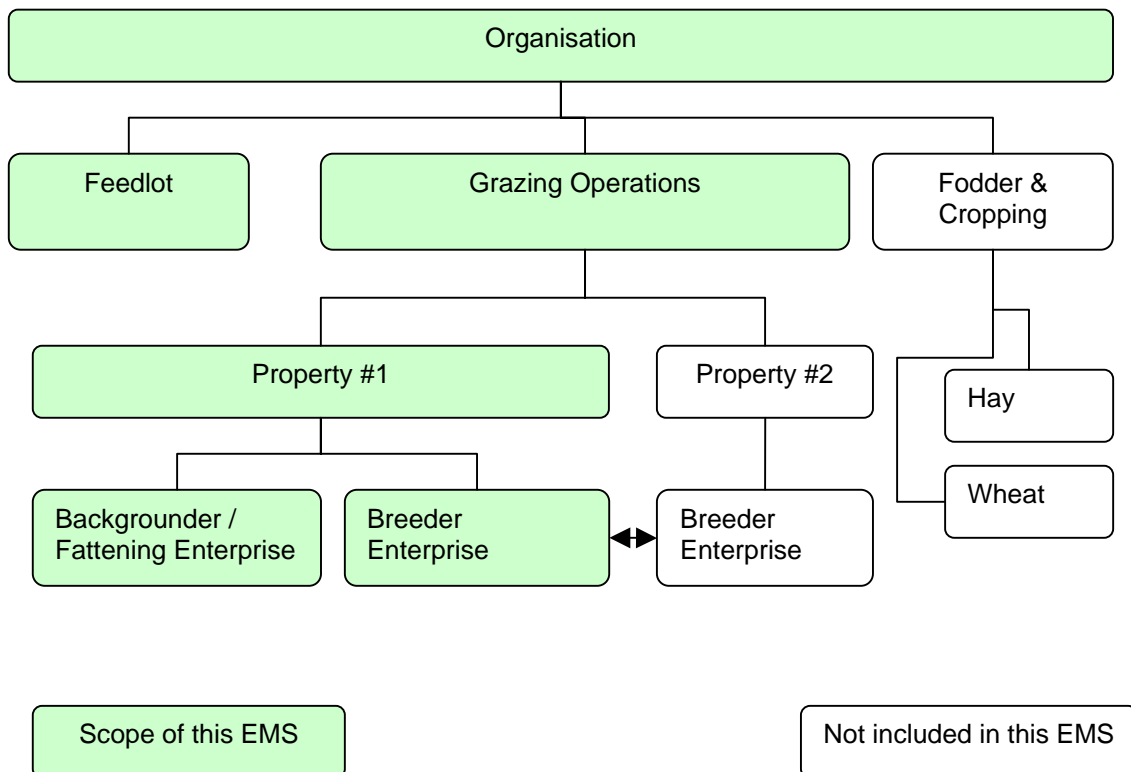 Organisation
Feedlot
Grazing Operations
Fodder &
Cropping
Property #1
Property #2
Hay
Wheat
Backgrounder /
Fattening Enterprise
Breeder
Enterprise
Breeder
Enterprise
Scope of this EMS
Not included in this EMS